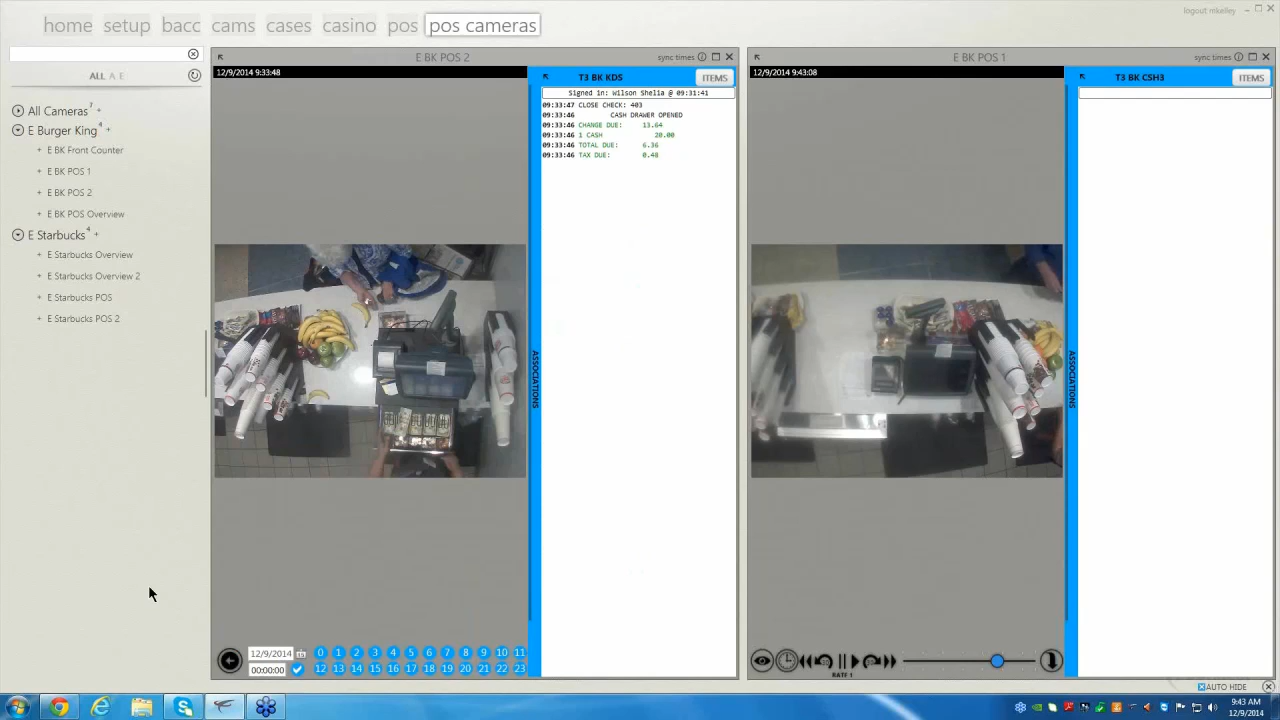 home setup bacc cams cases casino pos pos cameras
logout mkelley
ALL A E
All Cameras 7 +
E Burger King 4 +
+ E BK Front Counter
+ E BK POS 1
+ E BK POS 2
+ E BK POS Overview
E Starbucks 4 +
+ E Starbucks Overview
+ E Starbucks Overview 2
+ E Starbucks POS
+ E Starbucks POS 2
E BK POS 2
sync times
12/9/2014 9:33:48
T3 BK KDS
ITEMS
Signed in: Wilson Shelia @ 09:31:41
09:33:47 CLOSE CHECK: 403
09:33:46 CASH DRAWER OPENED
09:33:46 CHANGE DUE: 13.64
09:33:46 1 CASH 20.00
09:33:46 TOTAL DUE: 6.36
09:33:46 TAX DUE: 0.48
ASSOCIATIONS
12/9/2014
0 1 2 3 4 5 6 7 8 9 10 11
00:00:00
12 13 14 15 16 17 18 19 20 21 22 23
E BK POS 1
sync times
12/9/2014 9:43:08
T3 BK CSH3
ITEMS
ASSOCIATIONS
RATE 1
AUTO HIDE
9:43 AM
12/9/2014